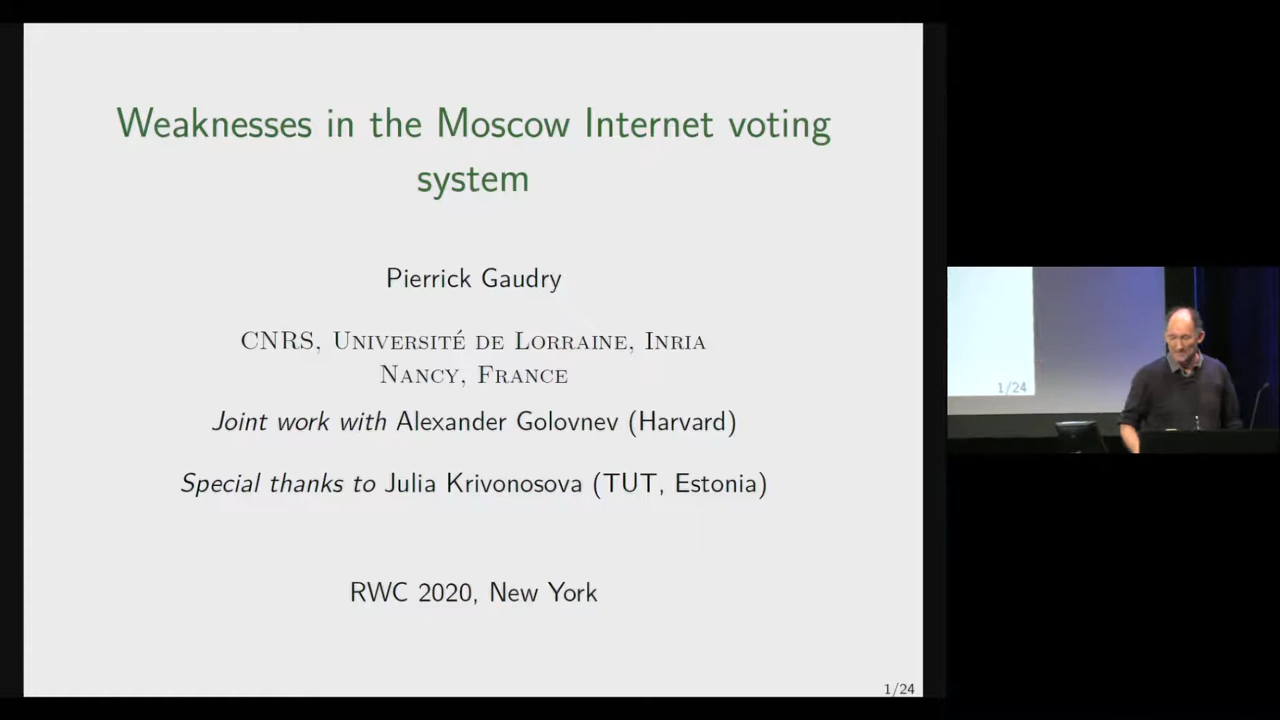 Weaknesses in the Moscow Internet voting
system
Pierrick Gaudry
CNRS, Université de Lorraine, Inria
Nancy, France
Joint work with Alexander Golovnev (Harvard)
Special thanks to Julia Krivonosova (TUT, Estonia)
RWC 2020, New York
1/24
1/24